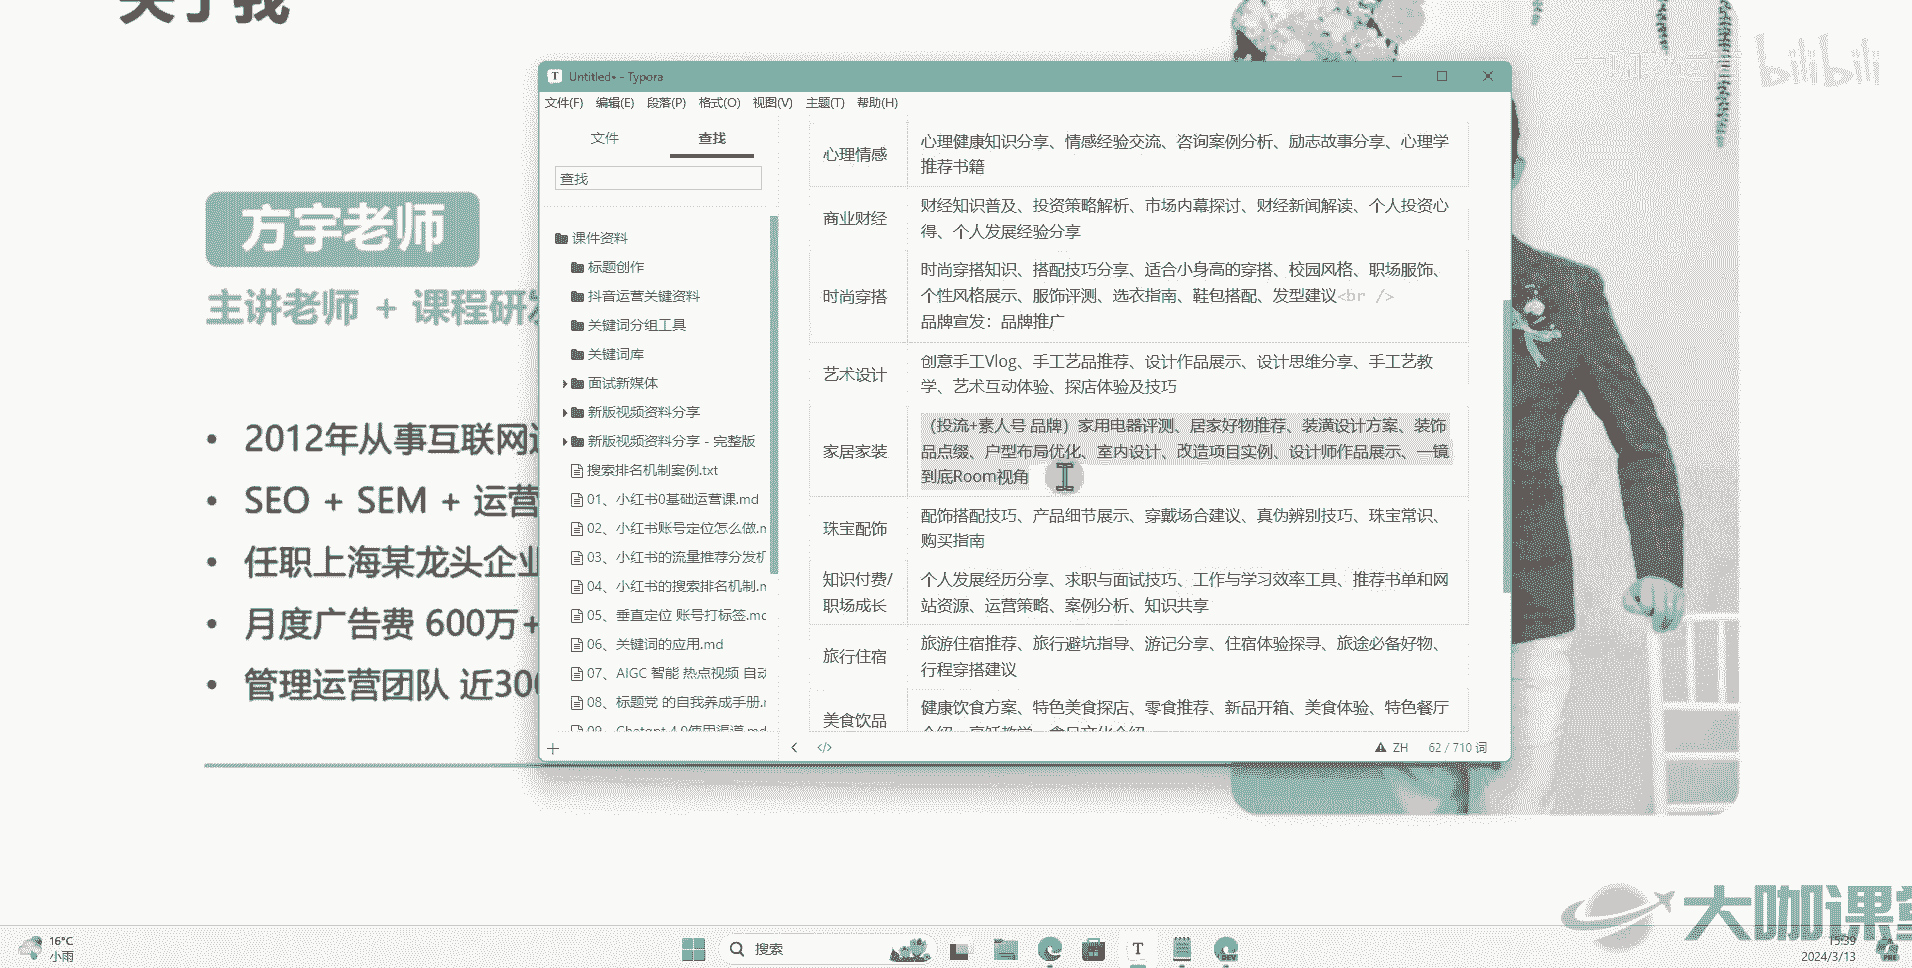 关于我
bilibili
Untitled• - Typora
文件(F) 编辑(E) 段落(P) 格式(O) 视图(V) 主题(T) 帮助(H)
文件 查找
查找
课件资料
标题创作
抖音运营关键资料
关键词分组工具
关键词库
面试新媒体
新版视频资料分享
新版视频资料分享 - 完整版
搜索排名机制案例.txt
01、小红书0基础运营课.md
02、小红书账号定位怎么做.m
03、小红书的流量推荐分发机
04、小红书的搜索排名机制.m
05、垂直定位 账号打标签.mc
06、关键词的应用.md
07、AIGC 智能 热点视频 自动
08、标题党 的自我养成手册.r
09、Chatgpt 4.0使用渠道.md
心理情感
心理健康知识分享、情感经验交流、咨询案例分析、励志故事分享、心理学
推荐书籍
商业财经
财经知识普及、投资策略解析、市场内幕探讨、财经新闻解读、个人投资心
得、个人发展经验分享
时尚穿搭
时尚穿搭知识、搭配技巧分享、适合小身高的穿搭、校园风格、职场服饰、
个性风格展示、服饰评测、选衣指南、鞋包搭配、发型建议<br />
品牌宣发：品牌推广
艺术设计
创意手工Vlog、手工艺品推荐、设计作品展示、设计思维分享、手工艺教
学、艺术互动体验、探店体验及技巧
家居家装
（投流+素人号 品牌）家用电器评测、居家好物推荐、装潢设计方案、装饰
品点缀、户型布局优化、室内设计、改造项目实例、设计师作品展示、一镜
到底Room视角
珠宝配饰
配饰搭配技巧、产品细节展示、穿戴场合建议、真伪辨别技巧、珠宝常识、
购买指南
知识付费/
职场成长
个人发展经历分享、求职与面试技巧、工作与学习效率工具、推荐书单和网
站资源、运营策略、案例分析、知识共享
旅行住宿
旅游住宿推荐、旅行避坑指导、游记分享、住宿体验探寻、旅途必备好物、
行程穿搭建议
美食饮品
健康饮食方案、特色美食探店、零食推荐、新品开箱、美食体验、特色餐厅
介绍、烹饪教学、食品文化介绍
</> ZH 62 / 710 词
方宇老师
主讲老师 + 课程研发
• 2012年从事互联网
• SEO + SEM + 运营
• 任职上海某龙头企业
• 月度广告费 600万+
• 管理运营团队 近300
大咖课堂
16°C
小雨
搜索
15:39
2024/3/13